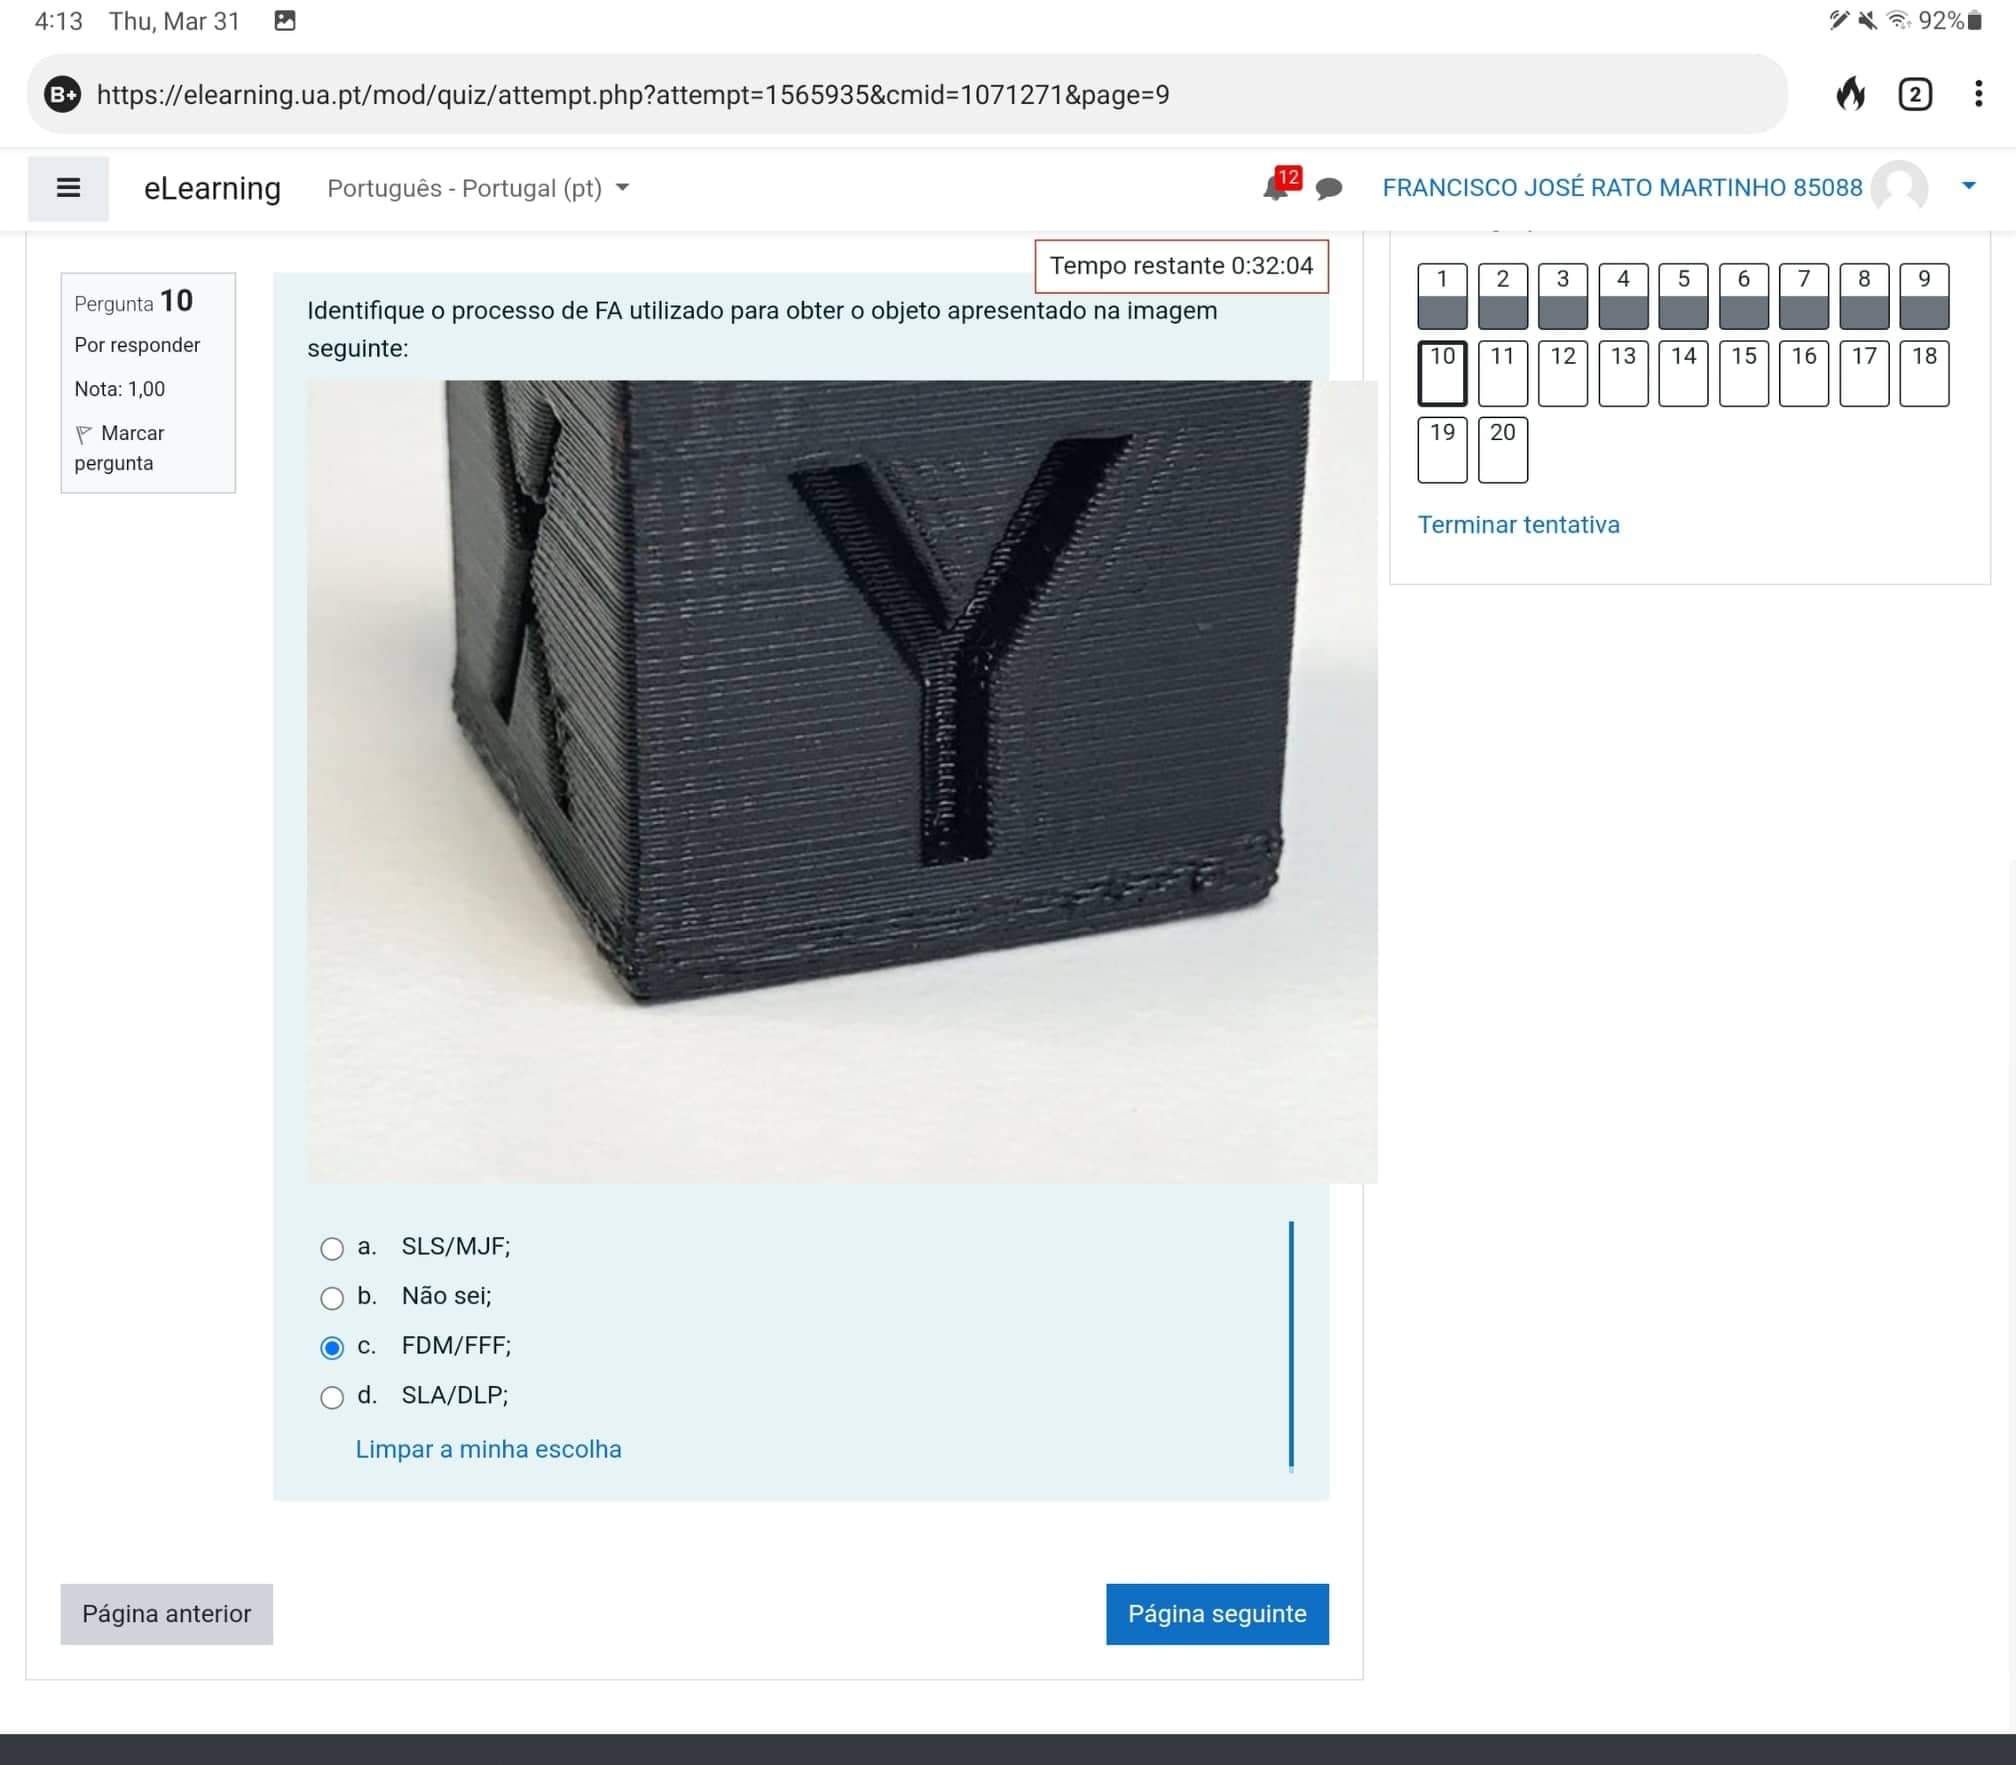 4:13 Thu, Mar 31
92%
B+ https://elearning.ua.pt/mod/quiz/attempt.php?attempt=1565935&cmid=1071271&page=9
2
eLearning Português - Portugal (pt)
12
FRANCISCO JOSÉ RATO MARTINHO 85088
Tempo restante 0:32:04
Pergunta 10
Por responder
Nota: 1,00
Marcar
pergunta
Identifique o processo de FA utilizado para obter o objeto apresentado na imagem
seguinte:
X
Y
a. SLS/MJF;
b. Não sei;
c. FDM/FFF;
d. SLA/DLP;
Limpar a minha escolha
Página anterior
Página seguinte
1 2 3 4 5 6 7 8 9
10 11 12 13 14 15 16 17 18
19 20
Terminar tentativa